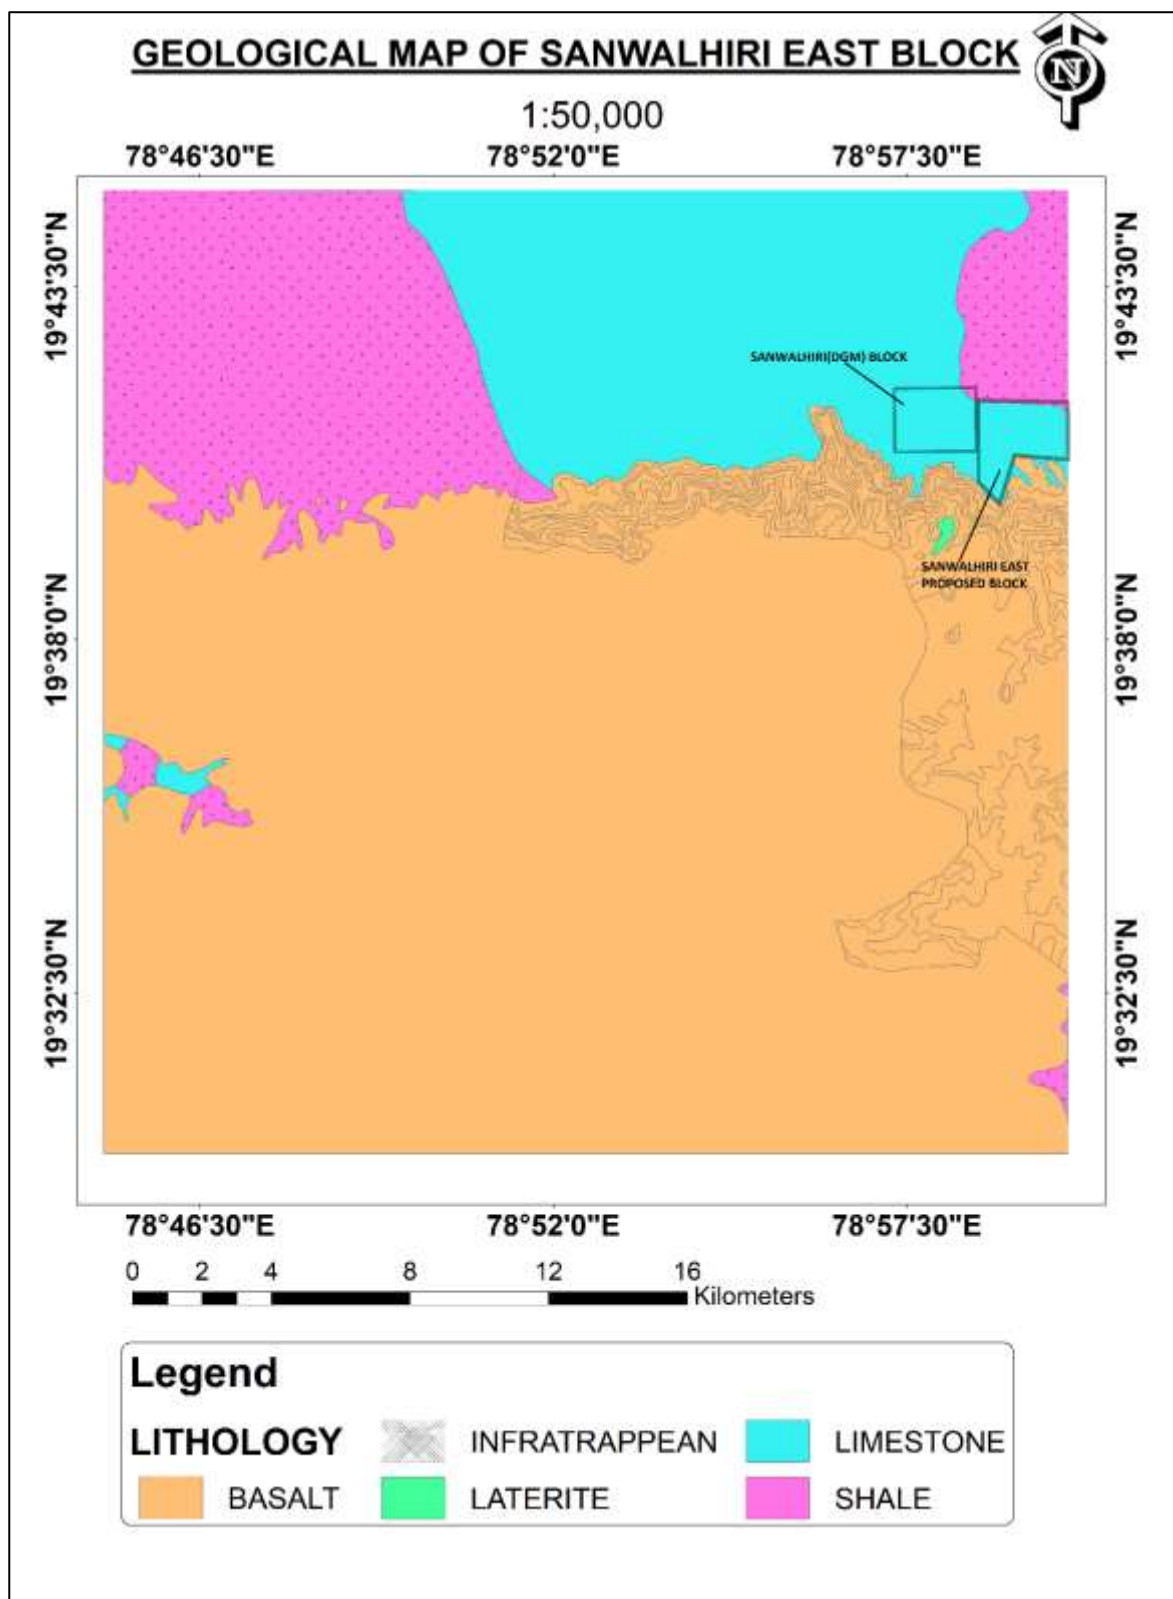 GEOLOGICAL MAP OF SANWALHIRI EAST BLOCK
N
1:50,000
78°46'30"E 78°52'0"E 78°57'30"E
19°43'30"N 19°43'30"N
SANWALHIRI(DGM) BLOCK
SANWALHIRI EAST
PROPOSED BLOCK
19°38'0"N 19°38'0"N
19°32'30"N 19°32'30"N
78°46'30"E 78°52'0"E 78°57'30"E
0 2 4 8 12 16
Kilometers
Legend
LITHOLOGY INFRATRAPPEAN LIMESTONE
BASALT LATERITE SHALE